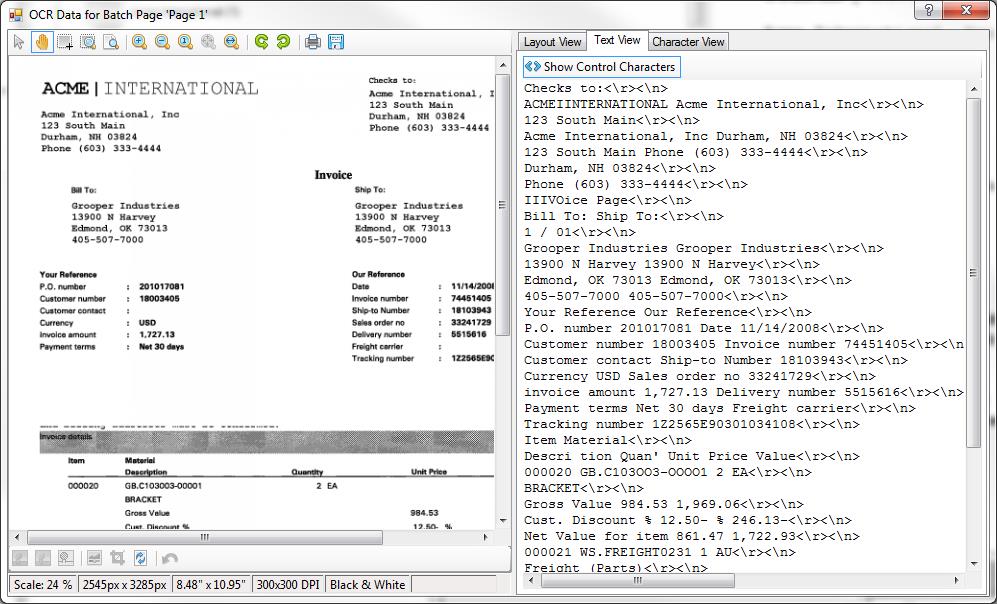 OCR Data for Batch Page 'Page 1'
Layout View Text View Character View
Show Control Characters
ACME | INTERNATIONAL
Acme International, Inc
123 South Main
Durham, NH 03824
Phone (603) 333-4444
Checks to:
Acme International, I
123 South Main
Durham, NH 03824
Phone (603) 333-4444
Invoice
Bill To:
Grooper Industries
13900 N Harvey
Edmond, OK 73013
405-507-7000
Ship To:
Grooper Industries
13900 N Harvey
Edmond, OK 73013
405-507-7000
Your Reference
P.O. number : 201017081
Customer number : 18003405
Customer contact :
Currency : USD
Invoice amount : 1,727.13
Payment terms : Net 30 days
Our Reference
Date : 11/14/2008
Invoice number : 74451405
Ship-to Number : 18103943
Sales order no : 33241729
Delivery number : 5515616
Freight carrier :
Tracking number : 1Z2565E90
Invoice details
Item Material
Description Quantity Unit Price
000020 GB.C103003-00001 2 EA
BRACKET
Gross Value 984.53
Cust. Discount % 12.50- %
Checks to:<\r><\n>
ACMEIINTERNATIONAL Acme International, Inc<\r><\n>
123 South Main<\r><\n>
Acme International, Inc Durham, NH 03824<\r><\n>
123 South Main Phone (603) 333-4444<\r><\n>
Durham, NH 03824<\r><\n>
Phone (603) 333-4444<\r><\n>
IIIVOice Page<\r><\n>
Bill To: Ship To:<\r><\n>
1 / 01<\r><\n>
Grooper Industries Grooper Industries<\r><\n>
13900 N Harvey 13900 N Harvey<\r><\n>
Edmond, OK 73013 Edmond, OK 73013<\r><\n>
405-507-7000 405-507-7000<\r><\n>
Your Reference Our Reference<\r><\n>
P.O. number 201017081 Date 11/14/2008<\r><\n>
Customer number 18003405 Invoice number 74451405<\r><\n
Customer contact Ship-to Number 18103943<\r><\n>
Currency USD Sales order no 33241729<\r><\n>
invoice amount 1,727.13 Delivery number 5515616<\r><\n>
Payment terms Net 30 days Freight carrier<\r><\n>
Tracking number 1Z2565E90301034108<\r><\n>
Item Material<\r><\n>
Descri tion Quan' Unit Price Value<\r><\n>
000020 GB.C103O03-OOO01 2 EA<\r><\n>
BRACKET<\r><\n>
Gross Value 984.53 1,969.06<\r><\n>
Cust. Discount % 12.50- % 246.13-<\r><\n>
Net Value for item 861.47 1,722.93<\r><\n>
000021 WS.FREIGHT0231 1 AU<\r><\n>
Freight (Parts)<\r><\n>
Scale: 24 % 2545px x 3285px 8.48" x 10.95" 300x300 DPI Black & White